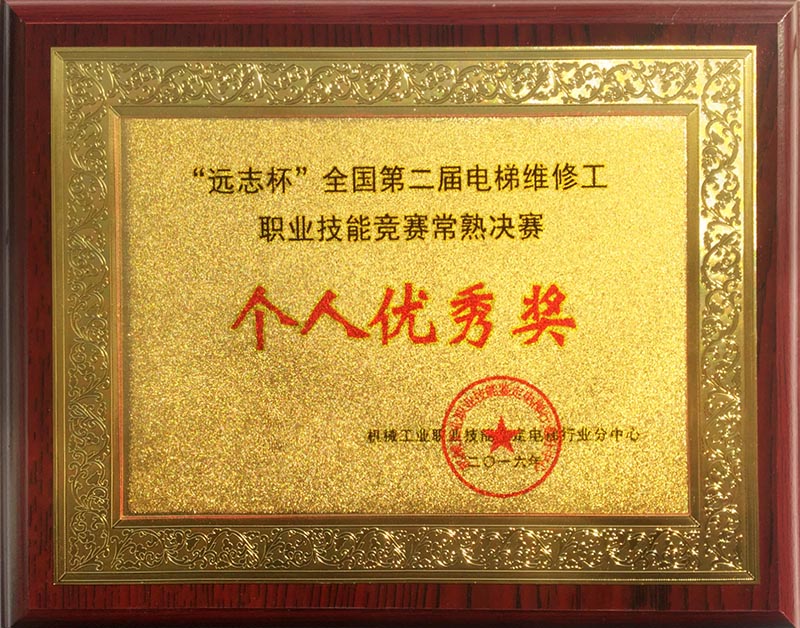 “远志杯”全国第二届电梯维修工
职业技能竞赛常熟决赛
个人优秀奖
机械工业职业技能鉴定电梯行业分中心
二〇一六年